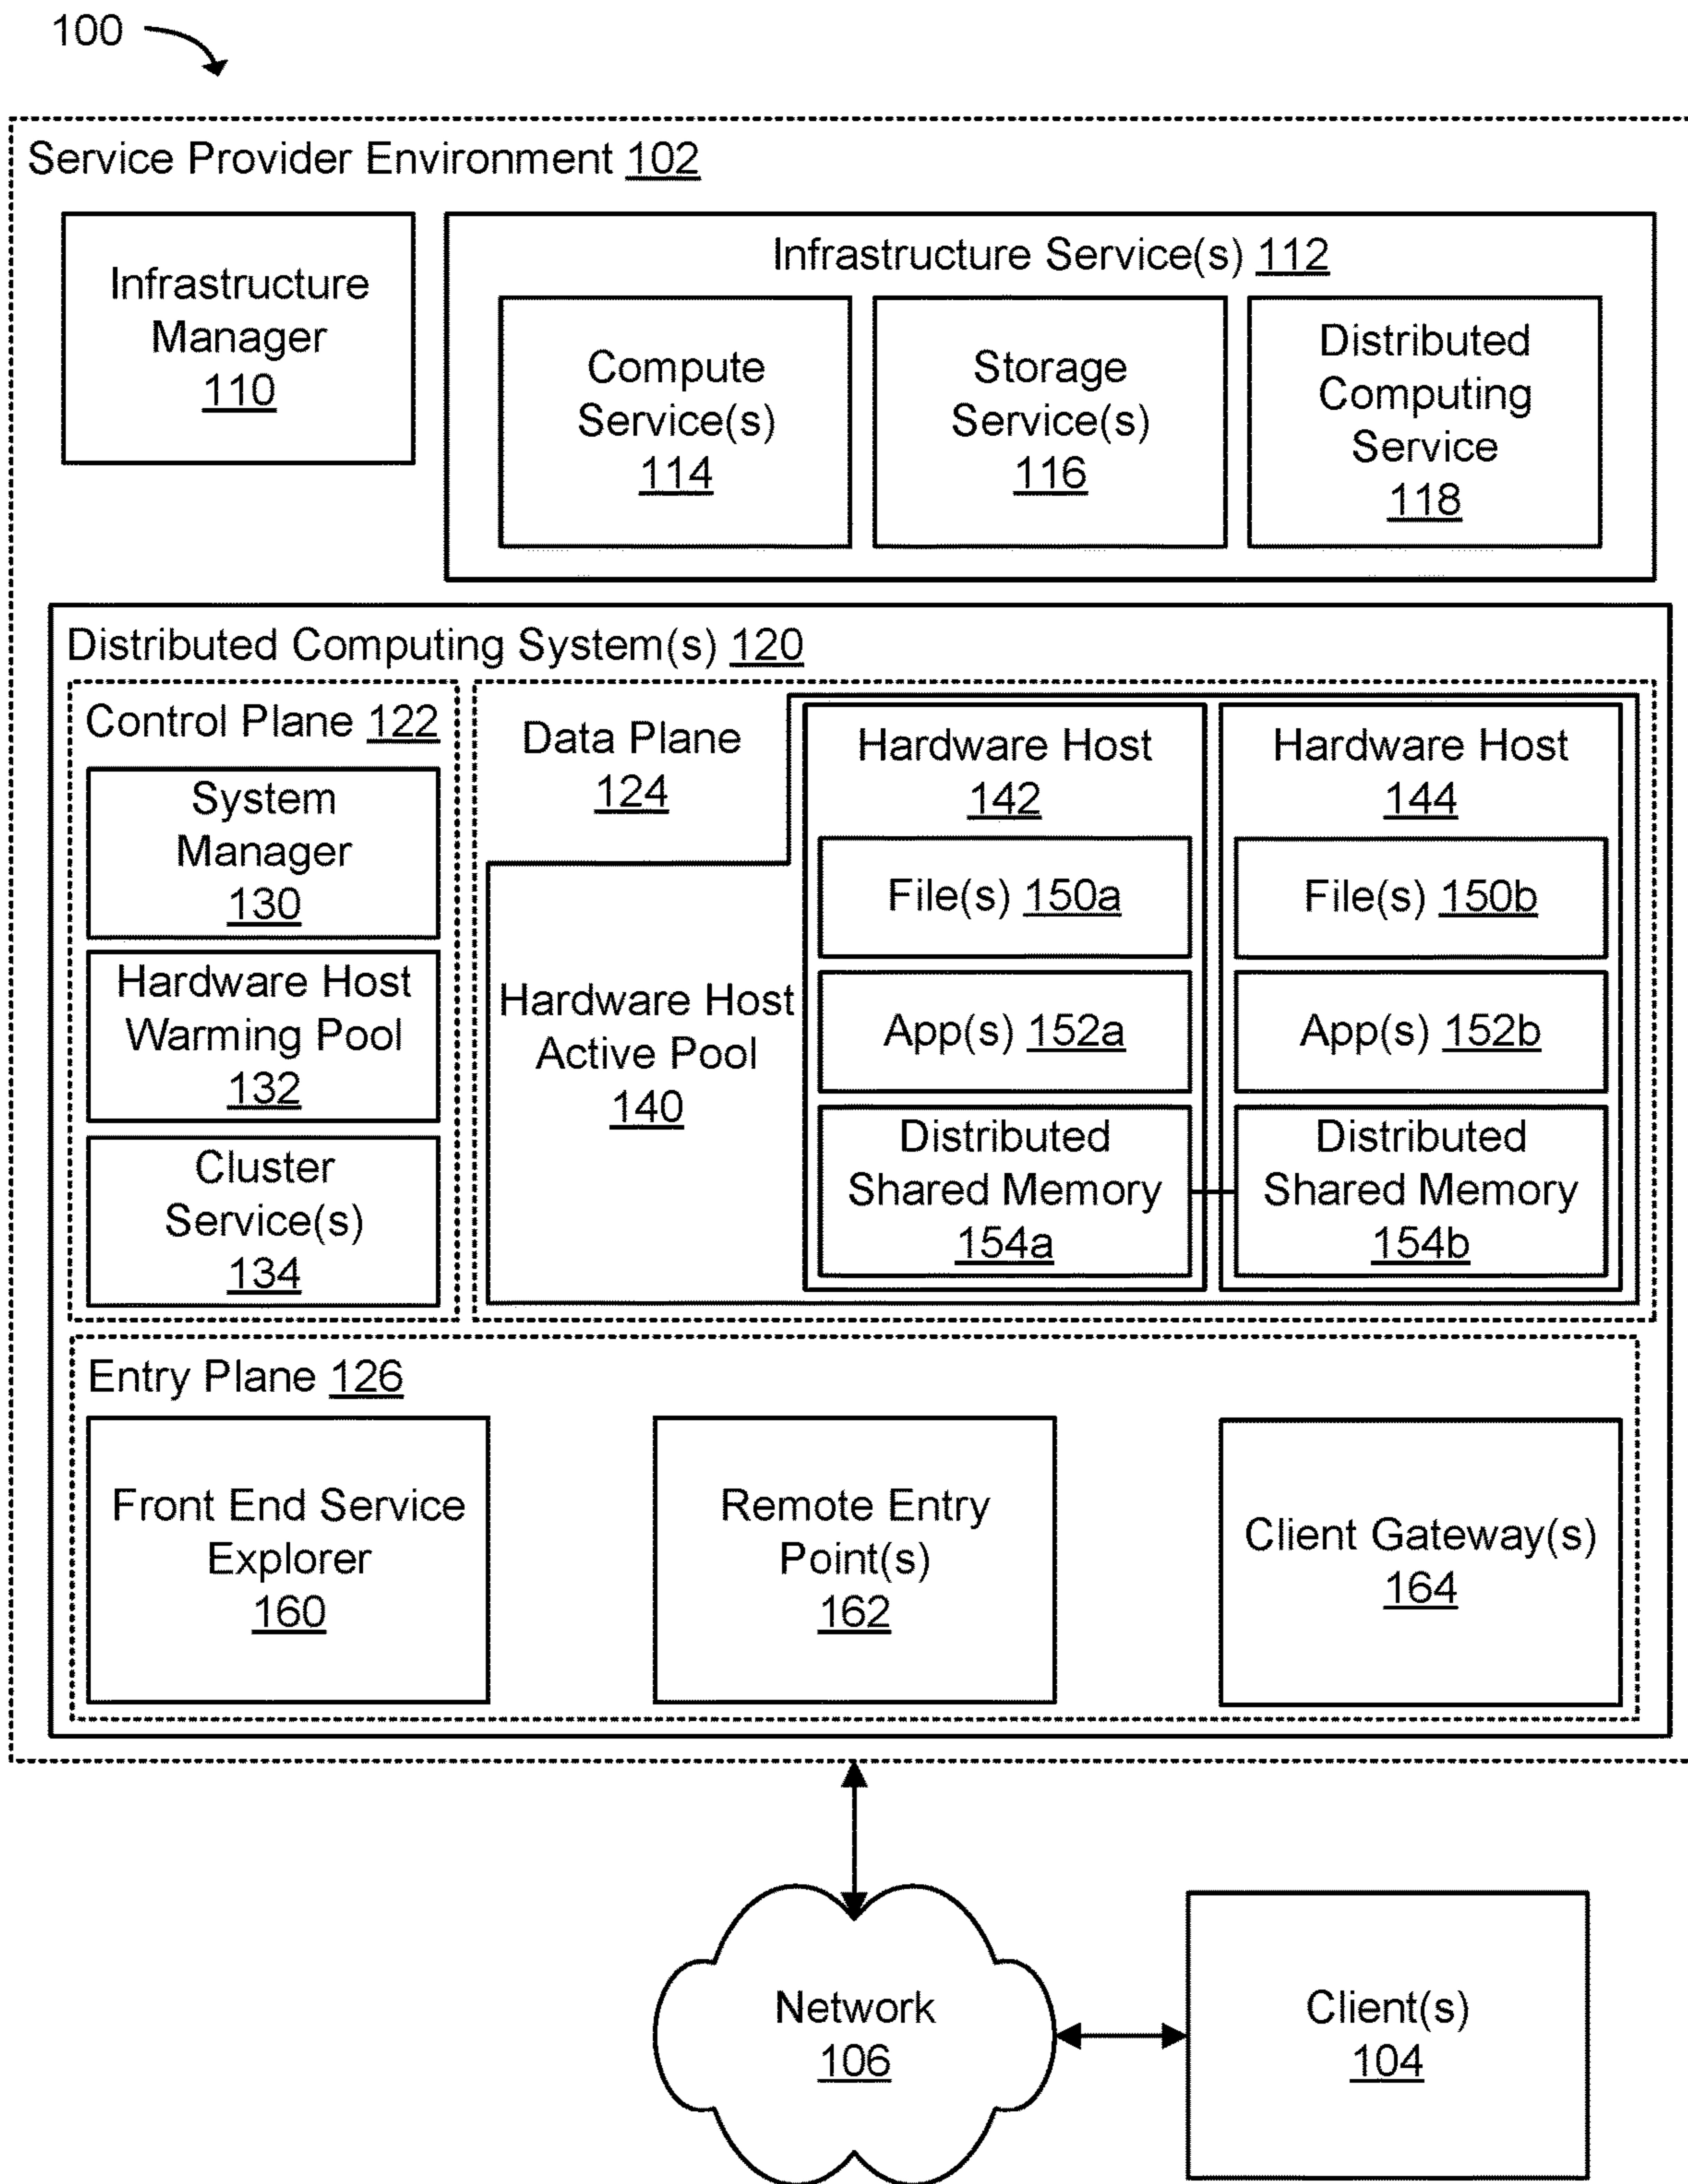 100
Service Provider Environment 102
Infrastructure
Manager
110
Infrastructure Service(s) 112
Compute
Service(s)
114
Storage
Service(s)
116
Distributed
Computing
Service
118
Distributed Computing System(s) 120
Control Plane 122
System
Manager
130
Hardware Host
Warming Pool
132
Cluster
Service(s)
134
Data Plane
124
Hardware Host
Active Pool
140
Hardware Host
142
File(s) 150a
App(s) 152a
Distributed
Shared Memory
154a
Hardware Host
144
File(s) 150b
App(s) 152b
Distributed
Shared Memory
154b
Entry Plane 126
Front End Service
Explorer
160
Remote Entry
Point(s)
162
Client Gateway(s)
164
Network
106
Client(s)
104